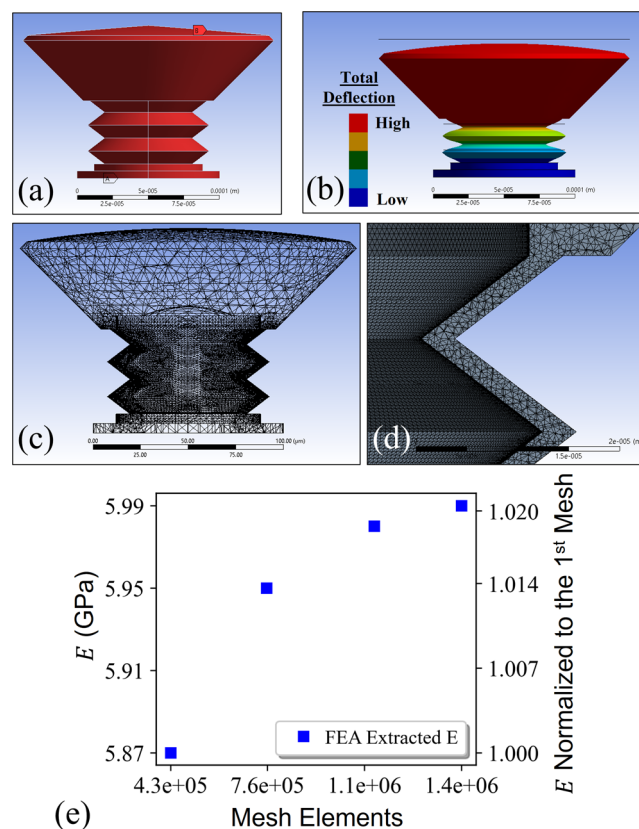 B
A
0
5e-005
0.0001 (m)
2.5e-005
7.5e-005
(a)
Total
Deflection
High
Low
0
5e-005
0.0001 (m)
2.5e-005
7.5e-005
(b)
0.00
50.00
100.00 (µm)
25.00
75.00
(c)
2e-005 (m
1.5e-005
(d)
5.99
5.95
5.91
5.87
E (GPa)
1.020
1.014
1.007
1.000
E Normalized to the 1st Mesh
FEA Extracted E
4.3e+05
7.6e+05
1.1e+06
1.4e+06
Mesh Elements
(e)